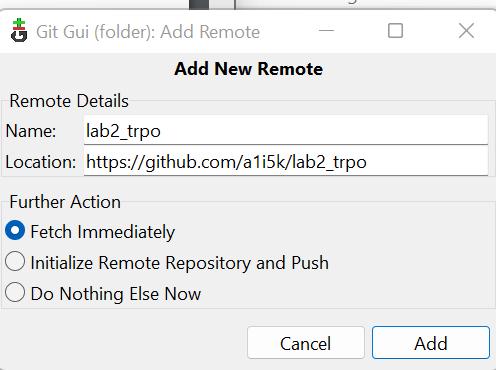 Git Gui (folder): Add Remote
Add New Remote
Remote Details
Name: lab2_trpo
Location: https://github.com/a1i5k/lab2_trpo
Further Action
Fetch Immediately
Initialize Remote Repository and Push
Do Nothing Else Now
Cancel Add